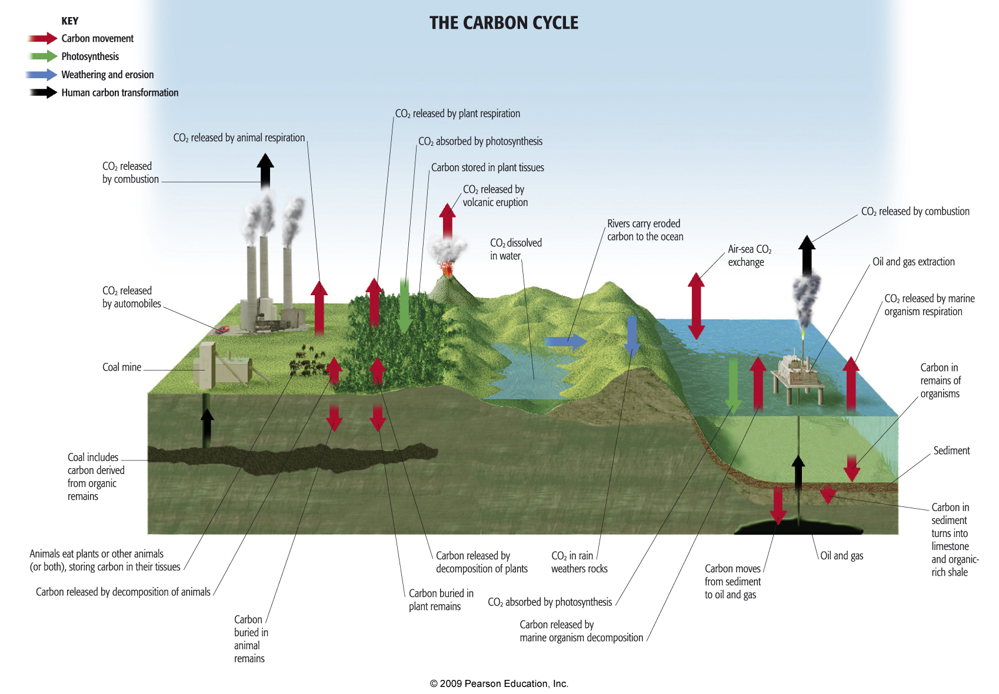 THE CARBON CYCLE
KEY
Carbon movement
Photosynthesis
Weathering and erosion
Human carbon transformation
CO₂ released by plant respiration
CO₂ released by animal respiration
CO₂ absorbed by photosynthesis
CO₂ released
by combustion
Carbon stored in plant tissues
CO₂ released by
volcanic eruption
CO₂ released by combustion
Rivers carry eroded
carbon to the ocean
CO₂ dissolved
in water
Air-sea CO₂
exchange
Oil and gas extraction
CO₂ released
by automobiles
CO₂ released by marine
organism respiration
Coal mine
Carbon in
remains of
organisms
Sediment
Coal includes
carbon derived
from organic
remains
Carbon in
sediment
turns into
limestone
and organic-
rich shale
Animals eat plants or other animals
(or both), storing carbon in their tissues
Carbon released by
decomposition of plants
CO₂ in rain
weathers rocks
Oil and gas
Carbon moves
from sediment
to oil and gas
Carbon released by decomposition of animals
Carbon buried in
plant remains
CO₂ absorbed by photosynthesis
Carbon
buried in
animal
remains
Carbon released by
marine organism decomposition
© 2009 Pearson Education, Inc.